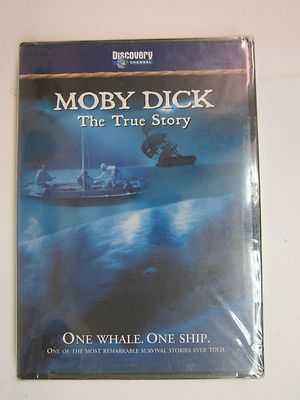 Discovery
CHANNEL
MOBY DICK
The True Story
ONE WHALE. ONE SHIP.
ONE OF THE MOST REMARKABLE SURVIVAL STORIES EVER TOLD.